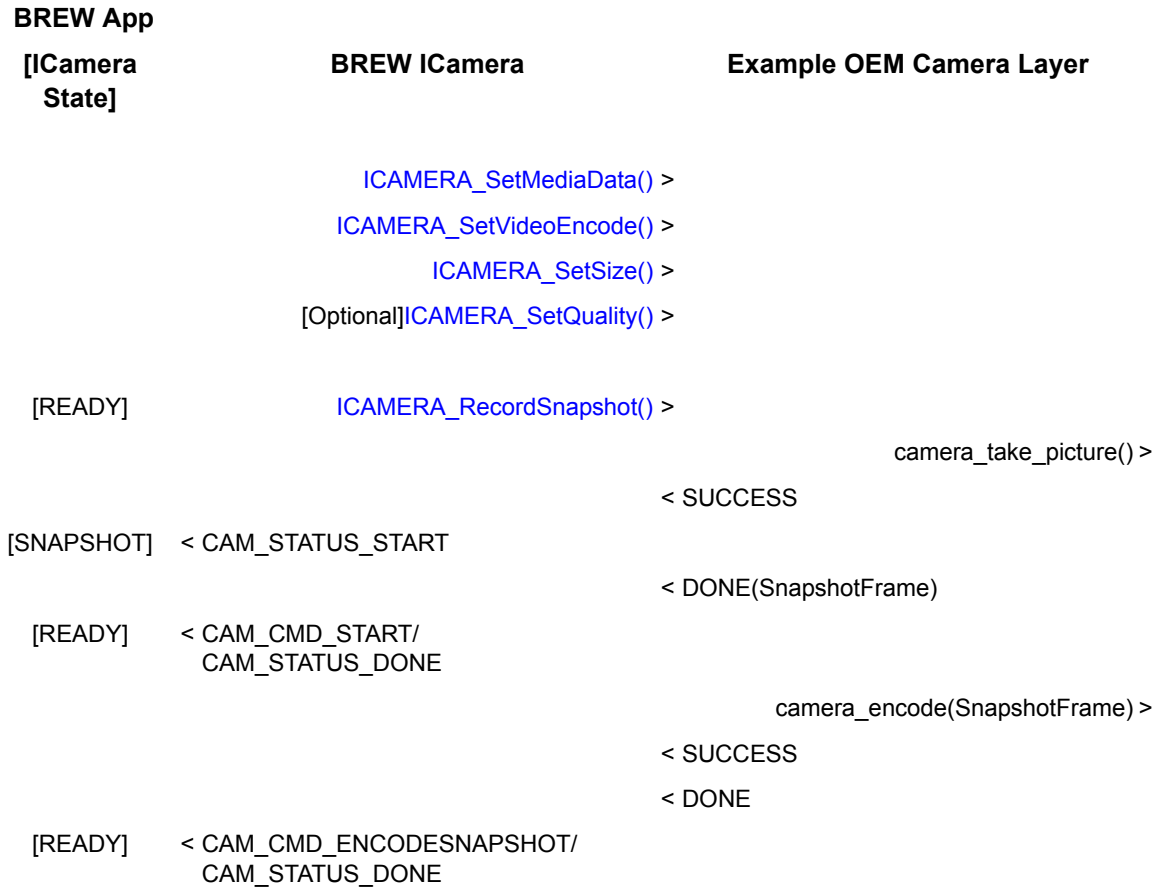 BREW App
[ICamera State] BREW ICamera Example OEM Camera Layer
ICAMERA_SetMediaData() >
ICAMERA_SetVideoEncode() >
ICAMERA_SetSize() >
[Optional]ICAMERA_SetQuality() >
[READY] ICAMERA_RecordSnapshot() >
camera_take_picture() >
< SUCCESS
[SNAPSHOT] < CAM_STATUS_START
< DONE(SnapshotFrame)
[READY] < CAM_CMD_START/
CAM_STATUS_DONE
camera_encode(SnapshotFrame) >
< SUCCESS
< DONE
[READY] < CAM_CMD_ENCODESNAPSHOT/
CAM_STATUS_DONE